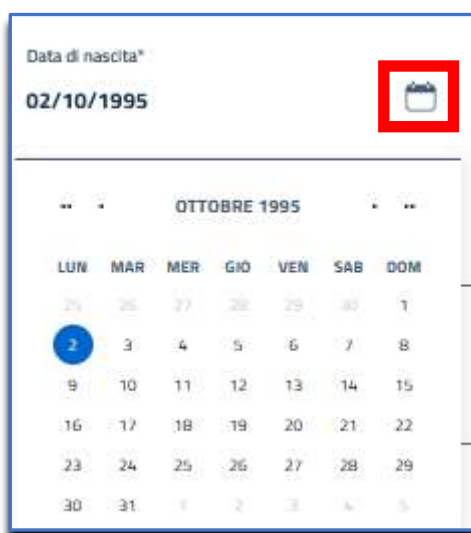 Data di nascita*
02/10/1995
OTTOBRE 1995
LUN MAR MER GIO VEN SAB DOM
25 26 27 28 29 30 1
2 3 4 5 6 7 8
9 10 11 12 13 14 15
16 17 18 19 20 21 22
23 24 25 26 27 28 29
30 31 1 2 3 4 5